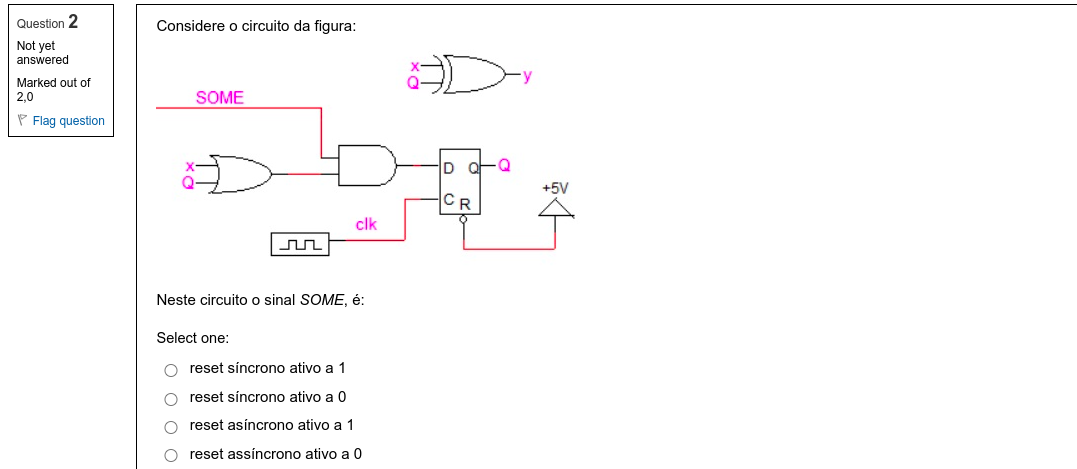 Question 2
Not yet
answered
Marked out of
2,0
Flag question
Considere o circuito da figura:
x
Q
y
SOME
x
Q
D Q
Q
C
R
+5V
clk
Neste circuito o sinal SOME, é:
Select one:
reset síncrono ativo a 1
reset síncrono ativo a 0
reset asíncrono ativo a 1
reset assíncrono ativo a 0